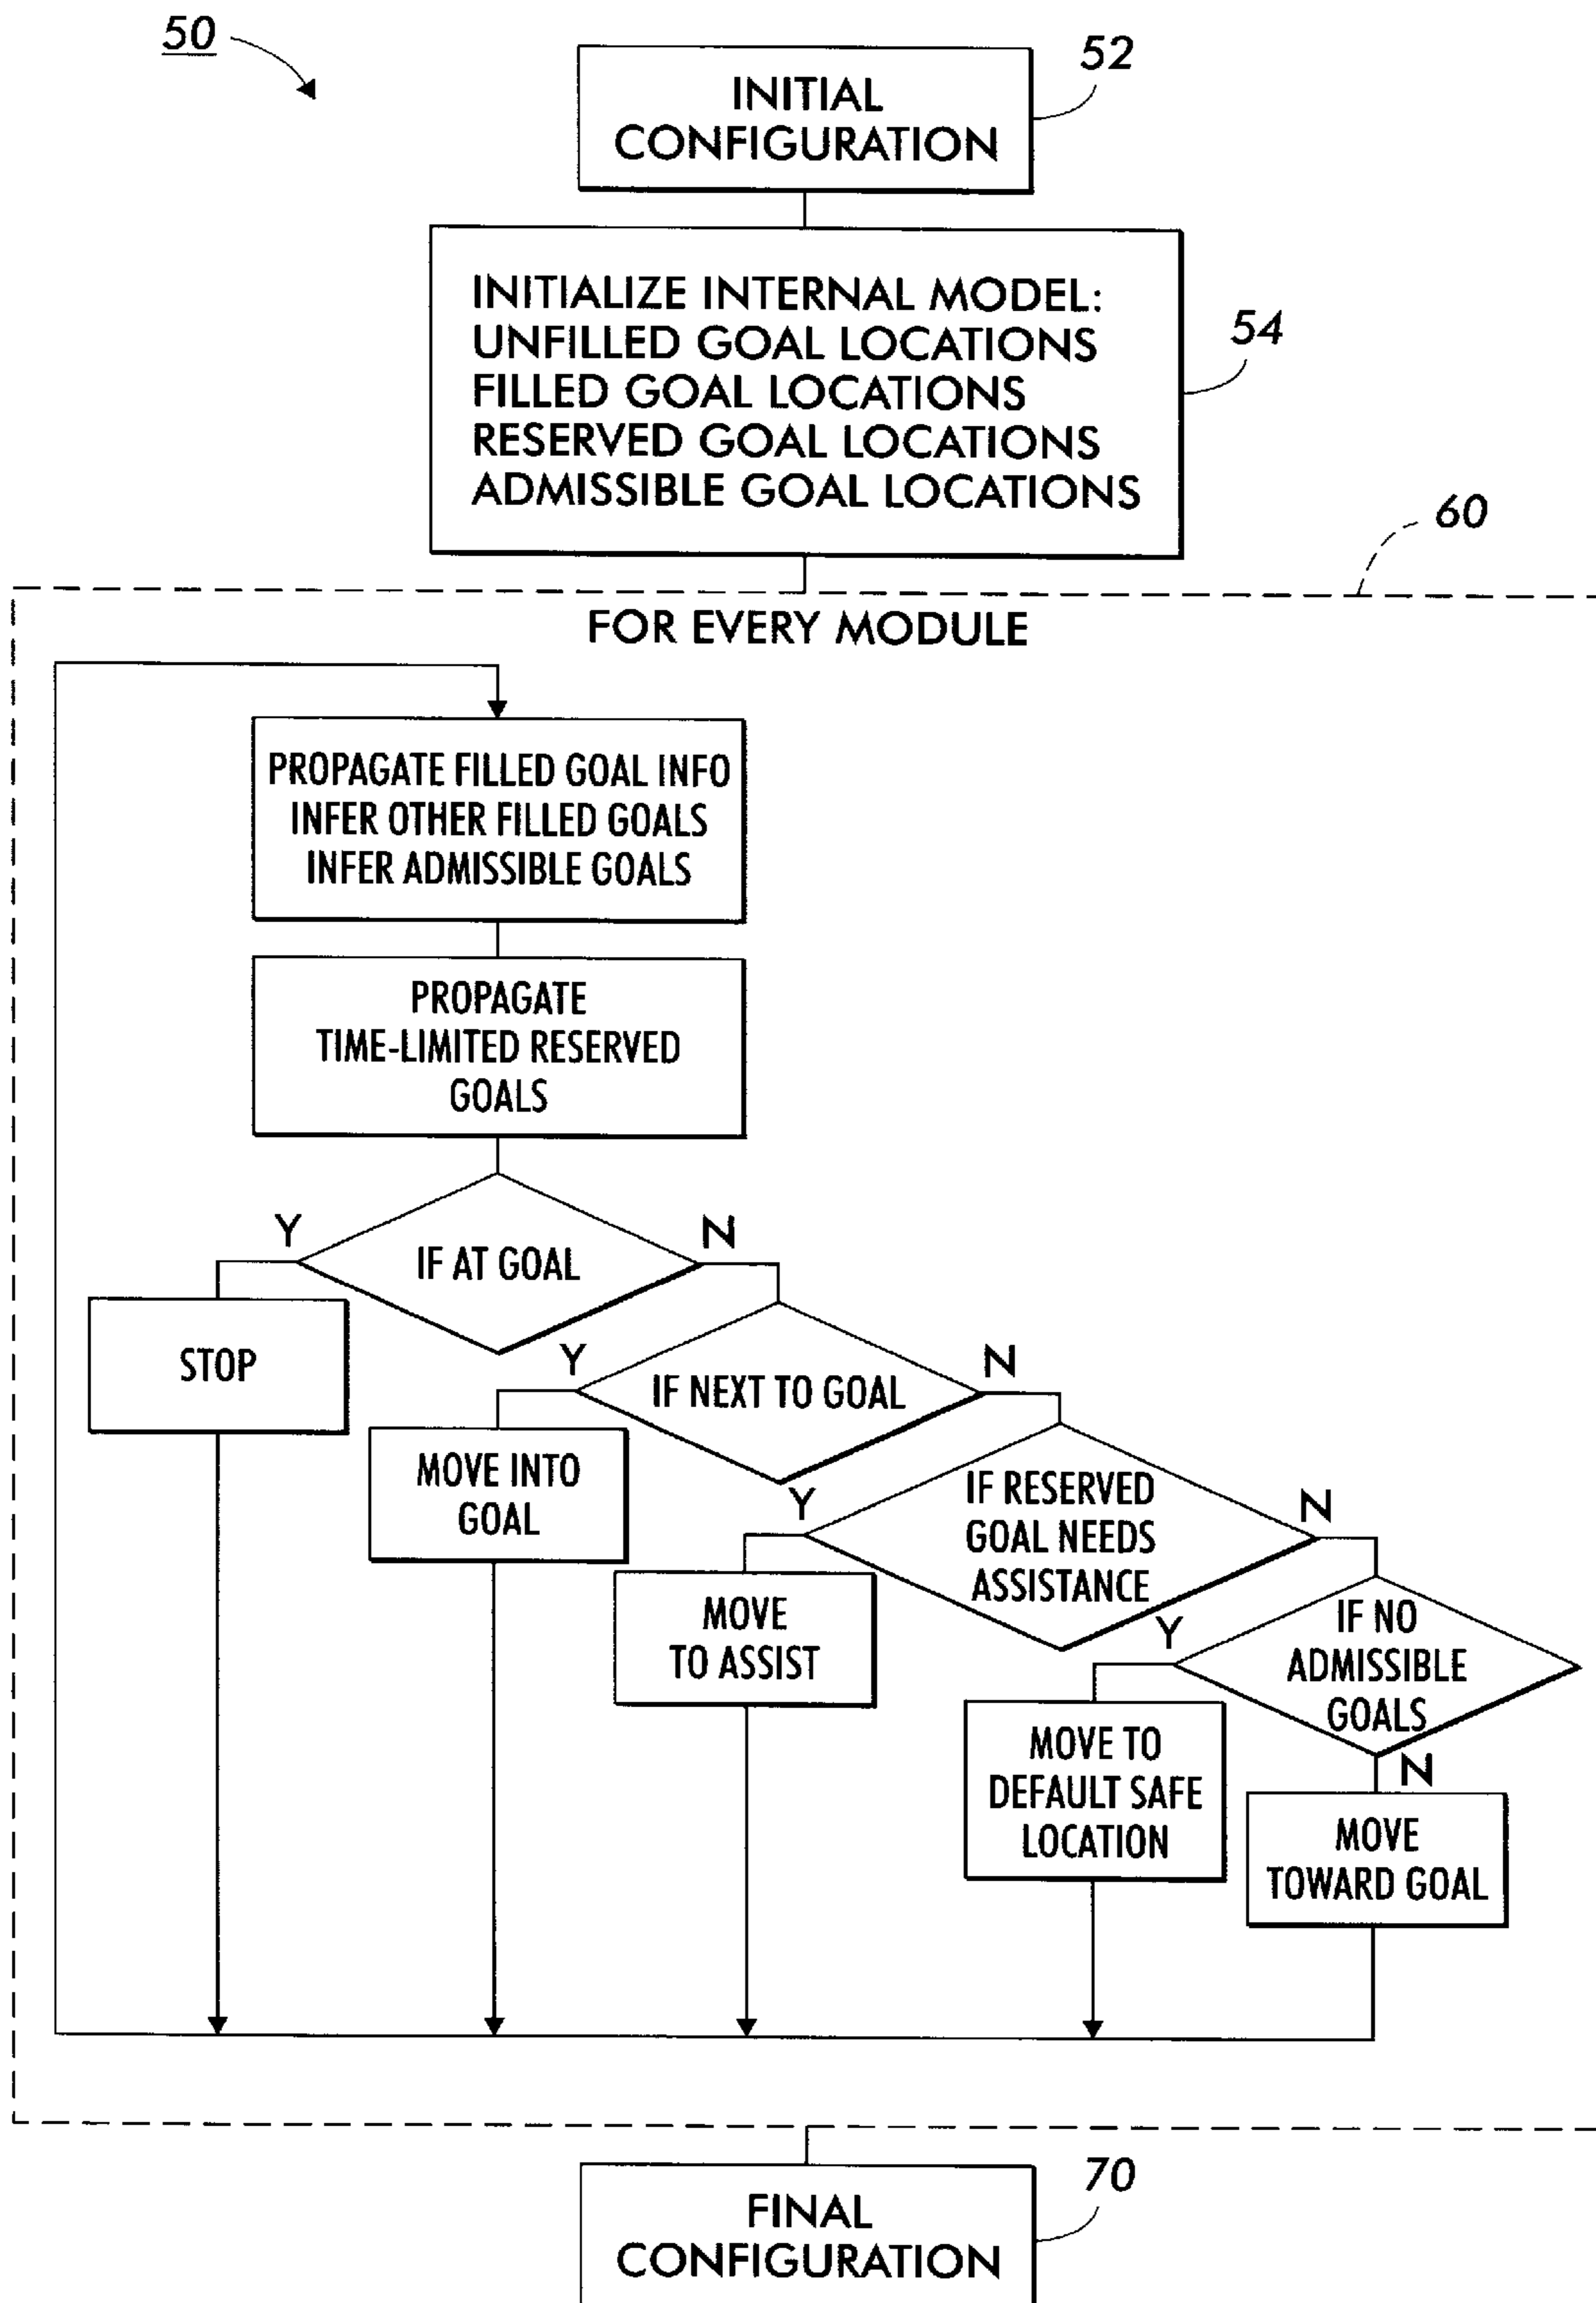 50
INITIAL
CONFIGURATION
52
INITIALIZE INTERNAL MODEL:
UNFILLED GOAL LOCATIONS
FILLED GOAL LOCATIONS
RESERVED GOAL LOCATIONS
ADMISSIBLE GOAL LOCATIONS
54
60
FOR EVERY MODULE
PROPAGATE FILLED GOAL INFO
INFER OTHER FILLED GOALS
INFER ADMISSIBLE GOALS
PROPAGATE
TIME-LIMITED RESERVED
GOALS
Y
IF AT GOAL
N
STOP
Y
IF NEXT TO GOAL
N
MOVE INTO
GOAL
Y
IF RESERVED
GOAL NEEDS
ASSISTANCE
N
MOVE
TO ASSIST
Y
IF NO
ADMISSIBLE
GOALS
N
MOVE TO
DEFAULT SAFE
LOCATION
MOVE
TOWARD GOAL
FINAL
CONFIGURATION
70